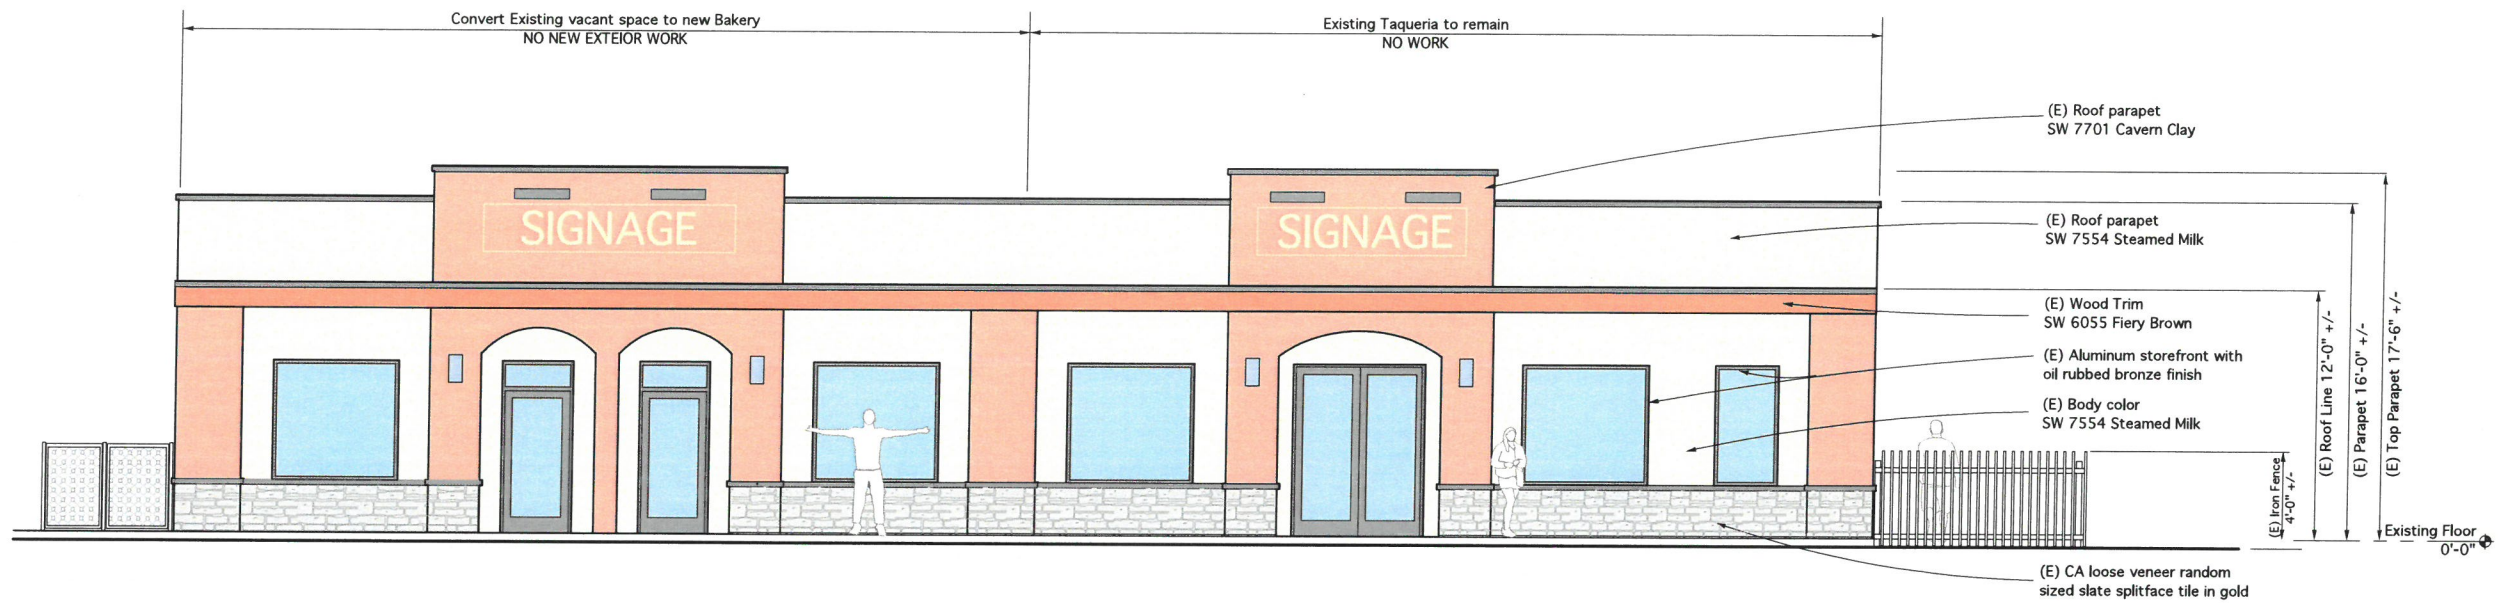 Convert Existing vacant space to new Bakery
NO NEW EXTEIOR WORK
Existing Taqueria to remain
NO WORK
(E) Roof parapet
SW 7701 Cavern Clay
SIGNAGE
SIGNAGE
(E) Roof parapet
SW 7554 Steamed Milk
(E) Wood Trim
SW 6055 Fiery Brown
(E) Aluminum storefront with
oil rubbed bronze finish
(E) Body color
SW 7554 Steamed Milk
(E) Iron Fence
4'-0" +/-
(E) Roof Line 12'-0" +/-
(E) Parapet 16'-0" +/-
(E) Top Parapet 17'-6" +/-
Existing Floor
0'-0"
(E) CA loose veneer random
sized slate splitface tile in gold